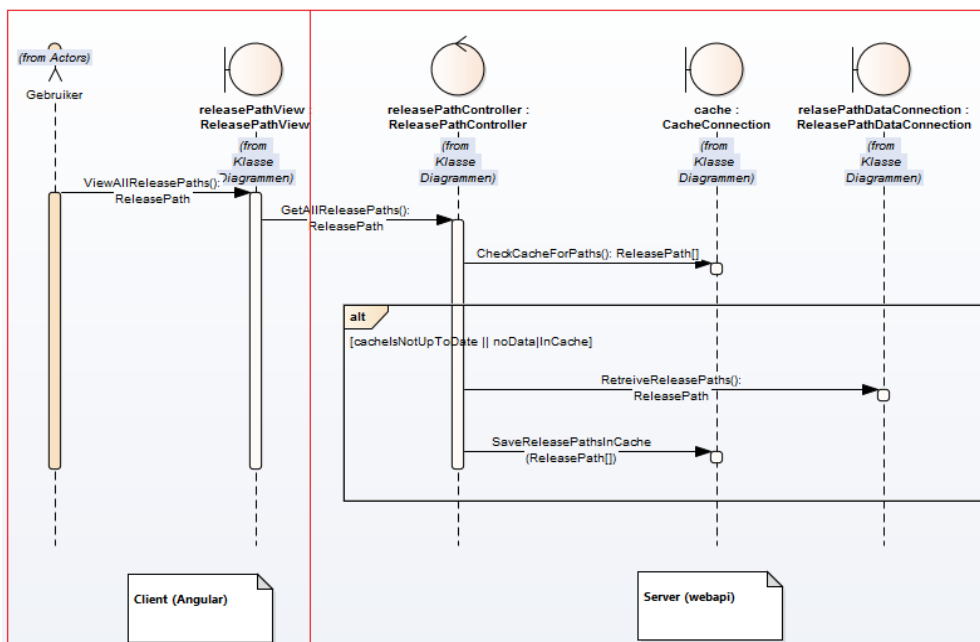 (from Actors)
Gebruiker
releasePathView :
ReleasePathView
(from
Klasse
Diagrammen)
releasePathController :
ReleasePathController
(from
Klasse
Diagrammen)
cache :
CacheConnection
(from
Klasse
Diagrammen)
relasePathDataConnection :
ReleasePathDataConnection
(from
Klasse
Diagrammen)
ViewAllReleasePaths():
ReleasePath
GetAllReleasePaths():
ReleasePath
CheckCacheForPaths(): ReleasePath[]
alt
[cacheIsNotUpToDate || noData|InCache]
RetreiveReleasePaths():
ReleasePath
SaveReleasePathsInCache
(ReleasePath[])
Client (Angular)
Server (webapi)